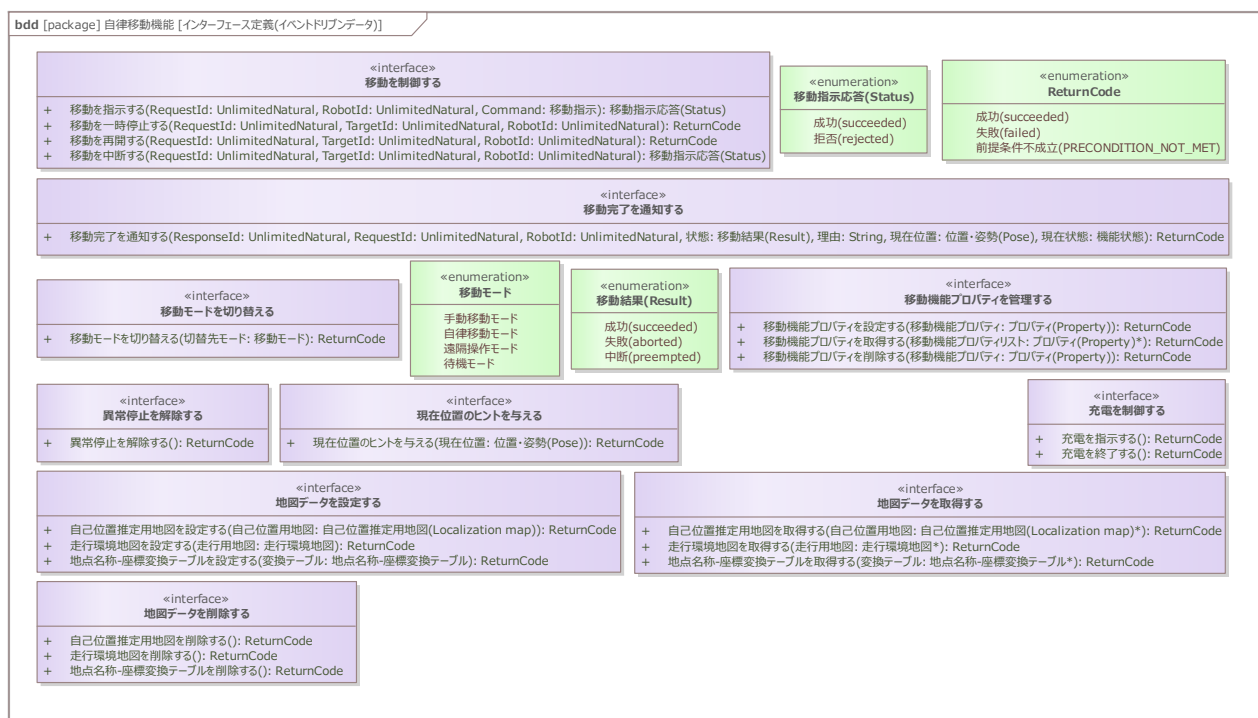 bdd [package] 自律移動機能 [インターフェース定義(イベントドリブンデータ)]
«interface»
移動を制御する
+ 移動を指示する(RequestId: UnlimitedNatural, RobotId: UnlimitedNatural, Command: 移動指示): 移動指示応答(Status)
+ 移動を一時停止する(RequestId: UnlimitedNatural, TargetId: UnlimitedNatural, RobotId: UnlimitedNatural): ReturnCode
+ 移動を再開する(RequestId: UnlimitedNatural, TargetId: UnlimitedNatural, RobotId: UnlimitedNatural): ReturnCode
+ 移動を中断する(RequestId: UnlimitedNatural, TargetId: UnlimitedNatural, RobotId: UnlimitedNatural): 移動指示応答(Status)
«enumeration»
移動指示応答(Status)
成功(succeeded)
拒否(rejected)
«enumeration»
ReturnCode
成功(succeeded)
失敗(failed)
前提条件不成立(PRECONDITION_NOT_MET)
«interface»
移動完了を通知する
+ 移動完了を通知する(ResponseId: UnlimitedNatural, RequestId: UnlimitedNatural, RobotId: UnlimitedNatural, 状態: 移動結果(Result), 理由: String, 現在位置: 位置・姿勢(Pose), 現在状態: 機能状態): ReturnCode
«interface»
移動モードを切り替える
+ 移動モードを切り替える(切替先モード: 移動モード): ReturnCode
«enumeration»
移動モード
手動移動モード
自律移動モード
遠隔操作モード
待機モード
«enumeration»
移動結果(Result)
成功(succeeded)
失敗(aborted)
中断(preempted)
«interface»
移動機能プロパティを管理する
+ 移動機能プロパティを設定する(移動機能プロパティ: プロパティ(Property)): ReturnCode
+ 移動機能プロパティを取得する(移動機能プロパティリスト: プロパティ(Property)*): ReturnCode
+ 移動機能プロパティを削除する(移動機能プロパティ: プロパティ(Property)): ReturnCode
«interface»
異常停止を解除する
+ 異常停止を解除する(): ReturnCode
«interface»
現在位置のヒントを与える
+ 現在位置のヒントを与える(現在位置: 位置・姿勢(Pose)): ReturnCode
«interface»
充電を制御する
+ 充電を指示する(): ReturnCode
+ 充電を終了する(): ReturnCode
«interface»
地図データを設定する
+ 自己位置推定用地図を設定する(自己位置用地図: 自己位置推定用地図(Localization map)): ReturnCode
+ 走行環境地図を設定する(走行用地図: 走行環境地図): ReturnCode
+ 地点名称-座標変換テーブルを設定する(変換テーブル: 地点名称-座標変換テーブル): ReturnCode
«interface»
地図データを取得する
+ 自己位置推定用地図を取得する(自己位置用地図: 自己位置推定用地図(Localization map)*): ReturnCode
+ 走行環境地図を取得する(走行用地図: 走行環境地図*): ReturnCode
+ 地点名称-座標変換テーブルを取得する(変換テーブル: 地点名称-座標変換テーブル*): ReturnCode
«interface»
地図データを削除する
+ 自己位置推定用地図を削除する(): ReturnCode
+ 走行環境地図を削除する(): ReturnCode
+ 地点名称-座標変換テーブルを削除する(): ReturnCode